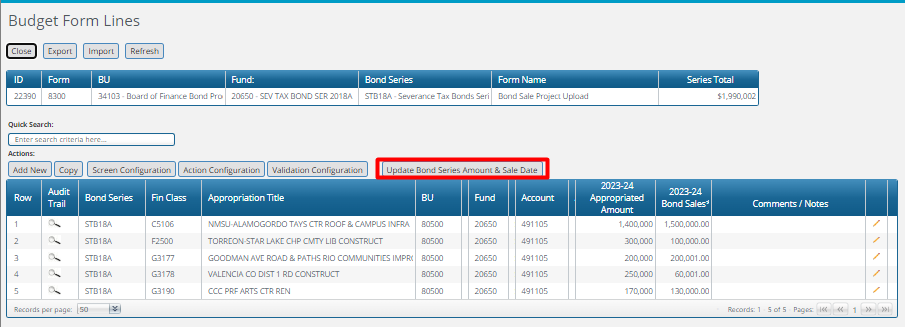 Budget Form Lines
Close Export Import Refresh
ID Form BU Fund: Bond Series Form Name Series Total
22390 8300 34103 - Board of Finance Bond Pro 20650 - SEV TAX BOND SER 2018A STB18A - Severance Tax Bonds Seri Bond Sale Project Upload $1,990,002
Quick Search:
Enter search criteria here...
Actions:
Add New Copy Screen Configuration Action Configuration Validation Configuration Update Bond Series Amount & Sale Date
Row Audit Trail Bond Series Fin Class Appropriation Title BU Fund Account 2023-24 Appropriated Amount 2023-24 Bond Sales* Comments / Notes
1 STB18A C5106 NMSU-ALAMOGORDO TAYS CTR ROOF & CAMPUS INFRA 80500 20650 491105 1,400,000 1,500,000.00
2 STB18A F2500 TORREON-STAR LAKE CHP CMTY LIB CONSTRUCT 80500 20650 491105 300,000 100,000.00
3 STB18A G3177 GOODMAN AVE ROAD & PATHS RIO COMMUNITIES IMPR 80500 20650 491105 200,000 200,001.00
4 STB18A G3178 VALENCIA CO DIST 1 RD CONSTRUCT 80500 20650 491105 250,000 60,001.00
5 STB18A G3190 CCC PRF ARTS CTR REN 80500 20650 491105 170,000 130,000.00
Records per page: 50 Records: 1 - 5 of 5 Pages: 1